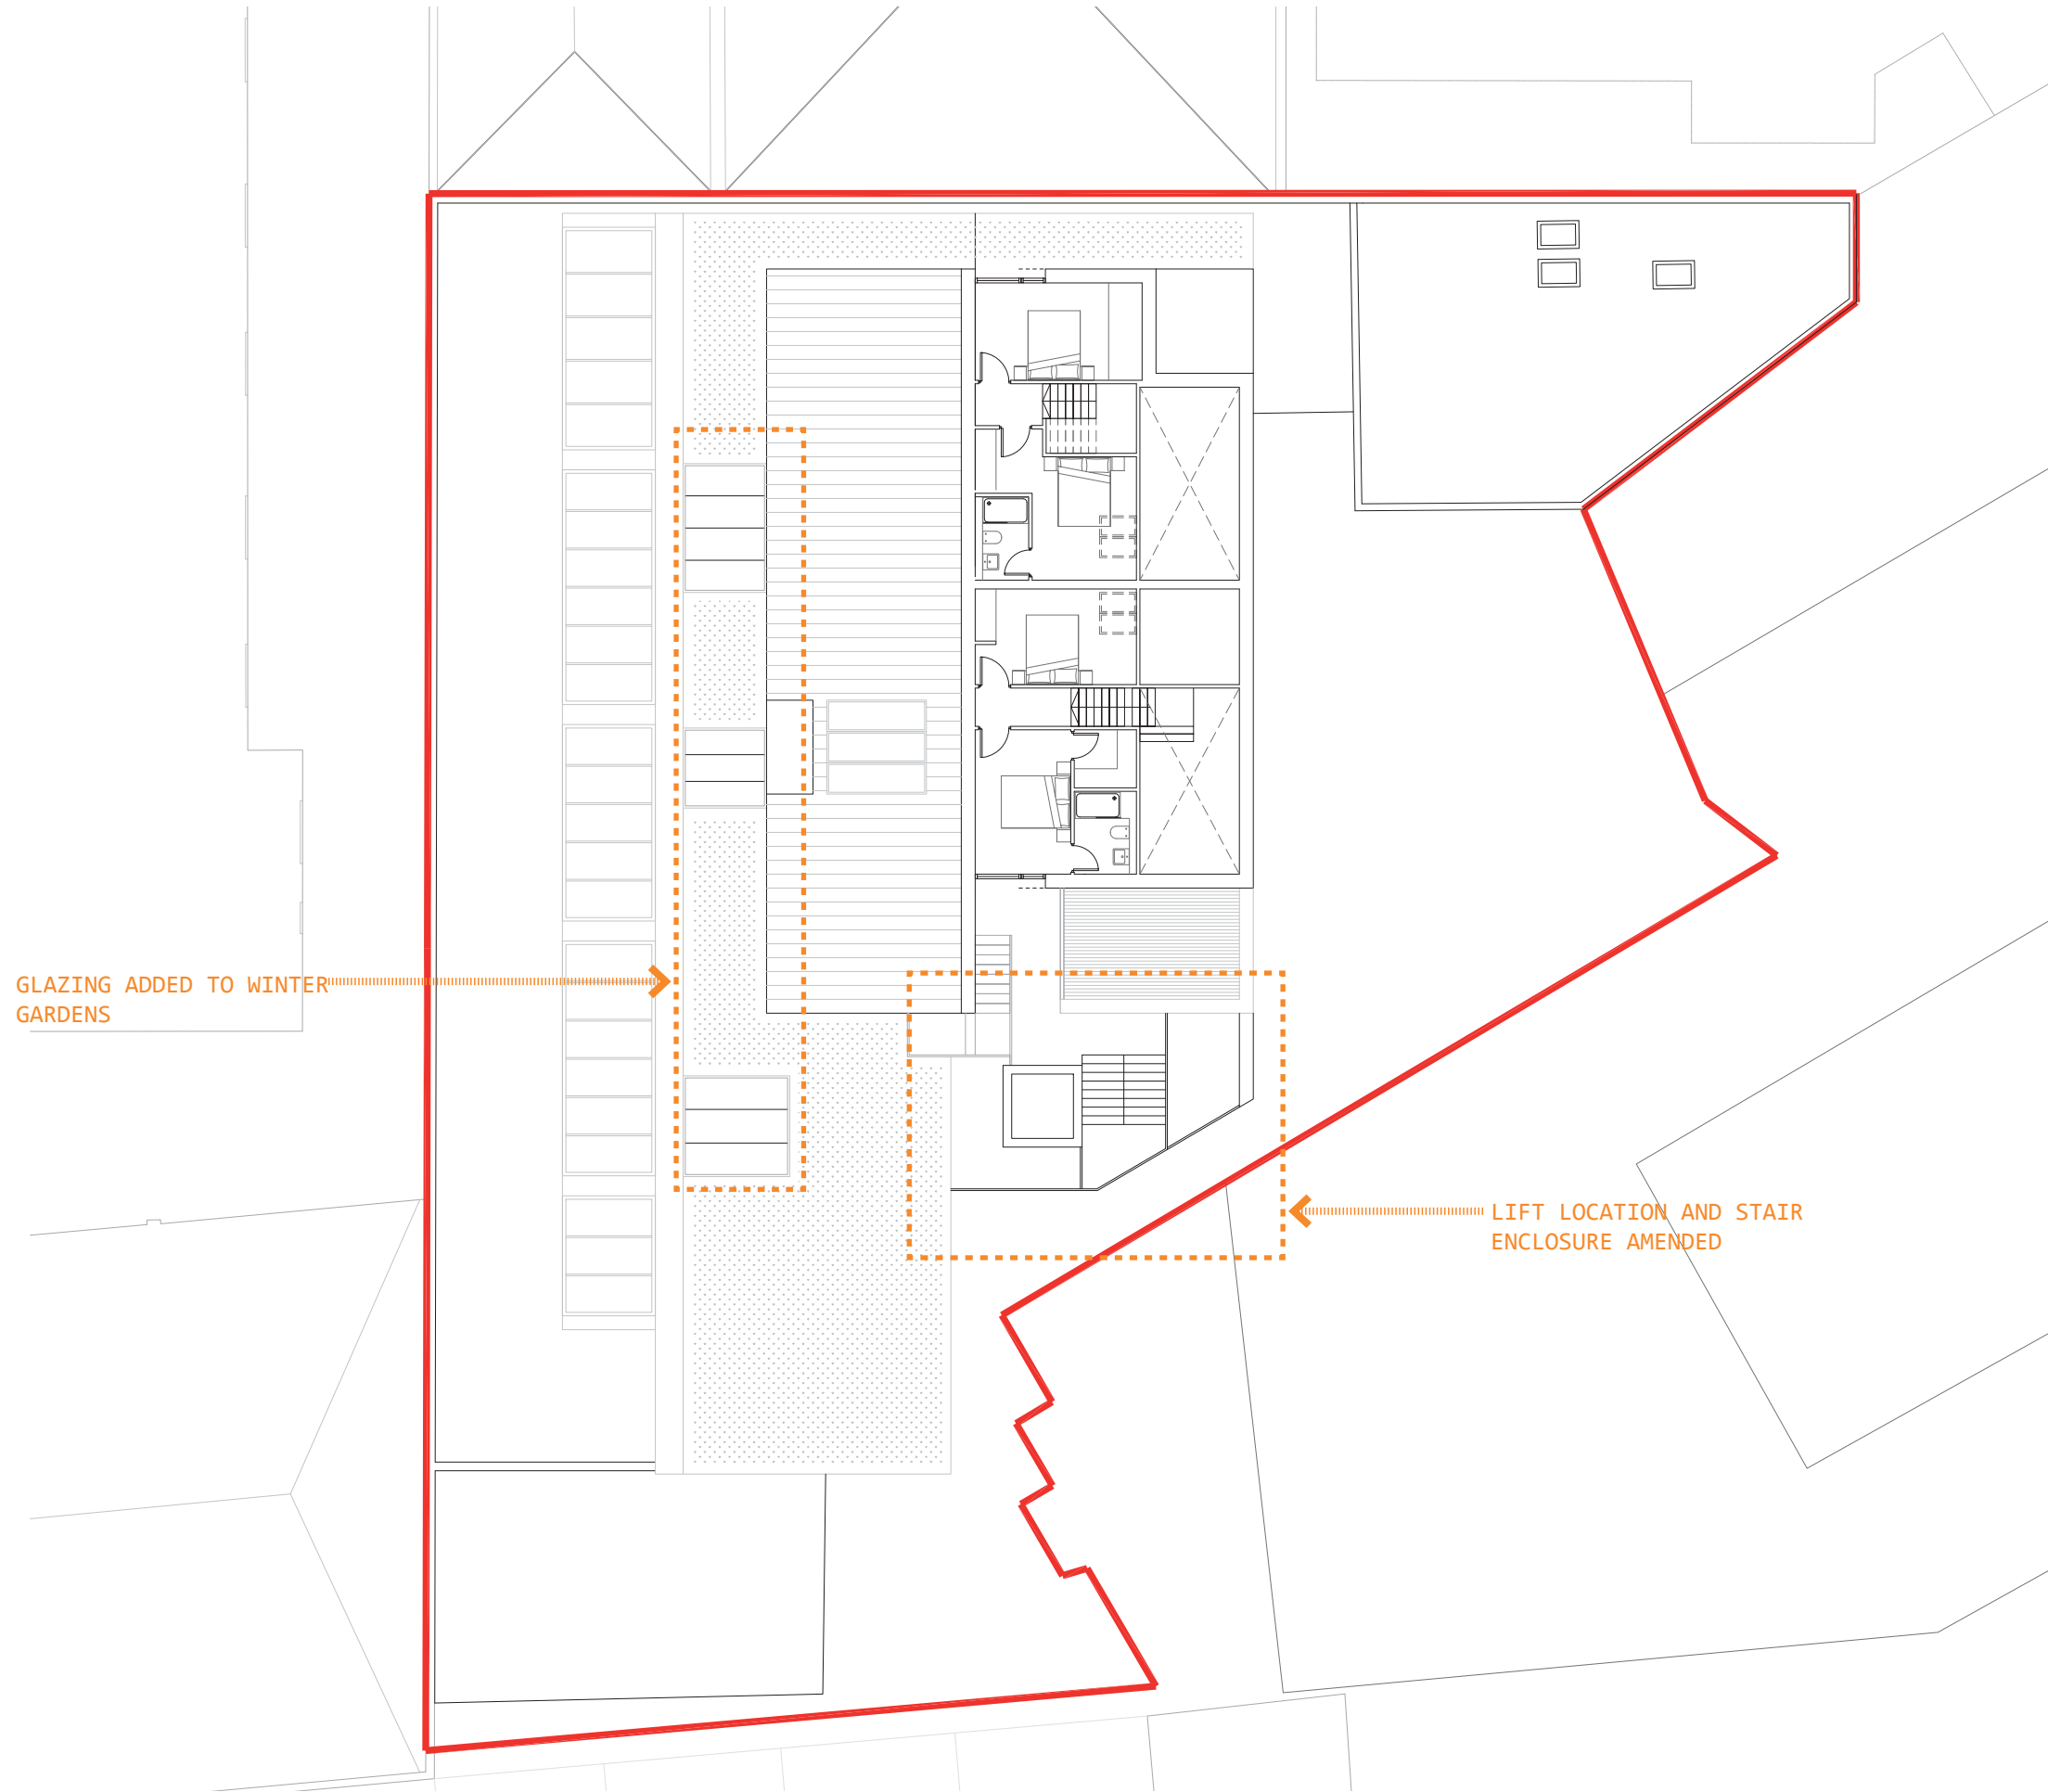 GLAZING ADDED TO WINTER
GARDENS
LIFT LOCATION AND STAIR
ENCLOSURE AMENDED